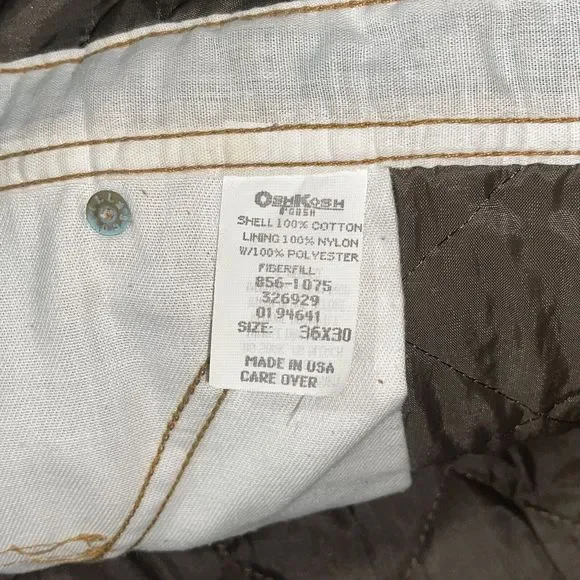 OSHKOSH
B'GOSH
SHELL 100% COTTON
LINING 100% NYLON
W/100% POLYESTER
FIBERFILL
856-1075
326929
0194641
SIZE: 36X30
MADE IN USA
CARE OVER